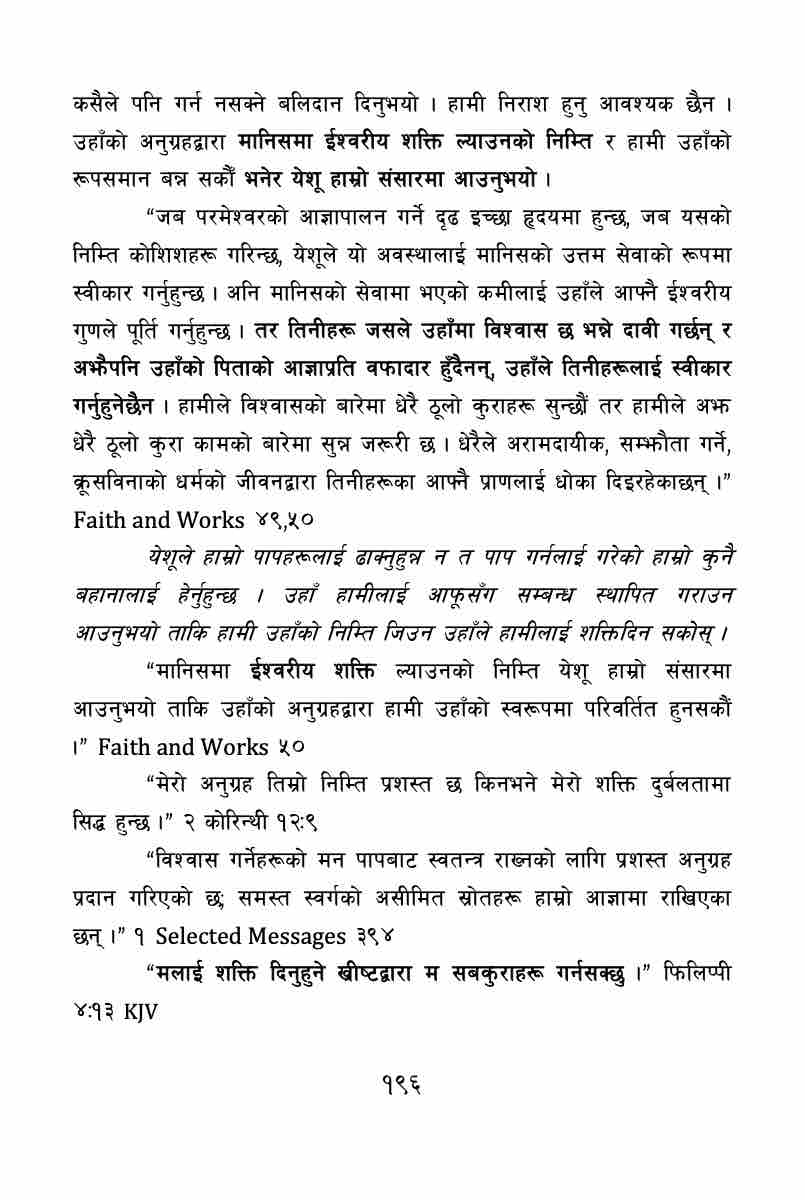 कसैले पनि गर्न नसक्ने बलिदान दिनुभयो । हामी निराश हुनु आवश्यक छैन ।
उहाँको अनुग्रहद्वारा मानिसमा ईश्वरीय शक्ति ल्याउनको निम्ति र हामी उहाँको
रूपसमान बन्न सकौँ भनेर येशू हाम्रो संसारमा आउनुभयो ।
“जब परमेश्वरको आज्ञापालन गर्ने दृढ इच्छा हृदयमा हुन्छ, जब यसको
निम्ति कोशिशहरू गरिन्छ, येशूले यो अवस्थालाई मानिसको उत्तम सेवाको रूपमा
स्वीकार गर्नुहुन्छ । अनि मानिसको सेवामा भएको कमीलाई उहाँले आफ्नै ईश्वरीय
गुणले पूर्ति गर्नुहुन्छ । तर तिनीहरू जसले उहाँमा विश्वास छ भन्ने दावी गर्छन् र
अझैपनि उहाँको पिताको आज्ञाप्रति वफादार हुँदैनन्, उहाँले तिनीहरूलाई स्वीकार
गर्नुहुनेछैन । हामीले विश्वासको बारेमा धेरै ठूलो कुराहरू सुन्छौं तर हामीले अझ
धेरै ठूलो कुरा कामको बारेमा सुन्न जरूरी छ । धेरैले अरामदायीक, सम्झौता गर्ने,
क्रूसविनाको धर्मको जीवनद्वारा तिनीहरूका आफ्नै प्राणलाई धोका दिइरहेकाछन् ।”
Faith and Works ४९,५०
येशूले हाम्रो पापहरूलाई ढाक्नुहुन्न न त पाप गर्नलाई गरेको हाम्रो कुनै
बहानालाई हेर्नुहुन्छ । उहाँ हामीलाई आफूसँग सम्बन्ध स्थापित गराउन
आउनुभयो ताकि हामी उहाँको निम्ति जिउन उहाँले हामीलाई शक्तिदिन सकोस् ।
“मानिसमा ईश्वरीय शक्ति ल्याउनको निम्ति येशू हाम्रो संसारमा
आउनुभयो ताकि उहाँको अनुग्रहद्वारा हामी उहाँको स्वरूपमा परिवर्तित हुनसकौं
।” Faith and Works ५०
“मेरो अनुग्रह तिम्रो निम्ति प्रशस्त छ किनभने मेरो शक्ति दुर्बलतामा
सिद्ध हुन्छ ।” २ कोरिन्थी १२:९
“विश्वास गर्नेहरूको मन पापबाट स्वतन्त्र राख्नको लागि प्रशस्त अनुग्रह
प्रदान गरिएको छ; समस्त स्वर्गको असीमित स्रोतहरू हाम्रो आज्ञामा राखिएका
छन् ।” १ Selected Messages ३९४
“मलाई शक्ति दिनुहुने ख्रीष्टद्वारा म सबकुराहरू गर्नसक्छु ।” फिलिप्पी
४:१३ KJV
१९६